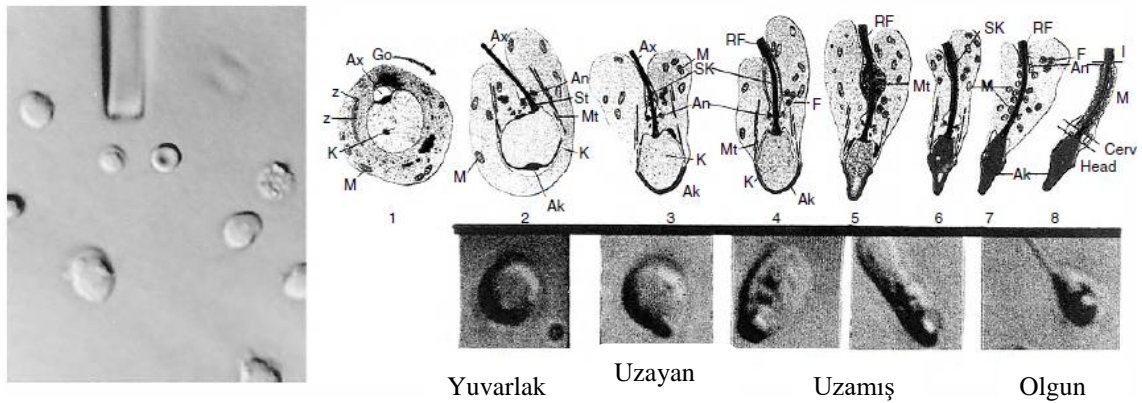 Ax Go z z K M
Ax An St Mt K M Ak
Ax M SK An K Ak
RF F Mt K Ak
RF Mt
SK M
RF F An Ak
I M Cerv Head
1 2 3 4 5 6 7 8
Yuvarlak Uzayan Uzamış Olgun